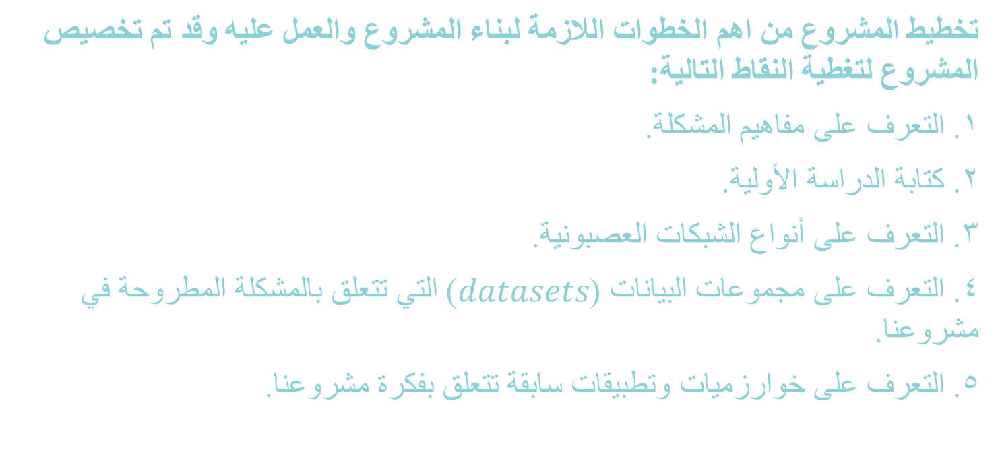 تخطيط المشروع من اهم الخطوات اللازمة لبناء المشروع والعمل عليه وقد تم تخصيص
المشروع لتغطية النقاط التالية:
١. التعرف على مفاهيم المشكلة.
٢. كتابة الدراسة الأولية.
٣. التعرف على أنواع الشبكات العصبونية.
٤. التعرف على مجموعات البيانات (datasets) التي تتعلق بالمشكلة المطروحة في
مشروعنا.
٥. التعرف على خوارزميات وتطبيقات سابقة تتعلق بفكرة مشروعنا.